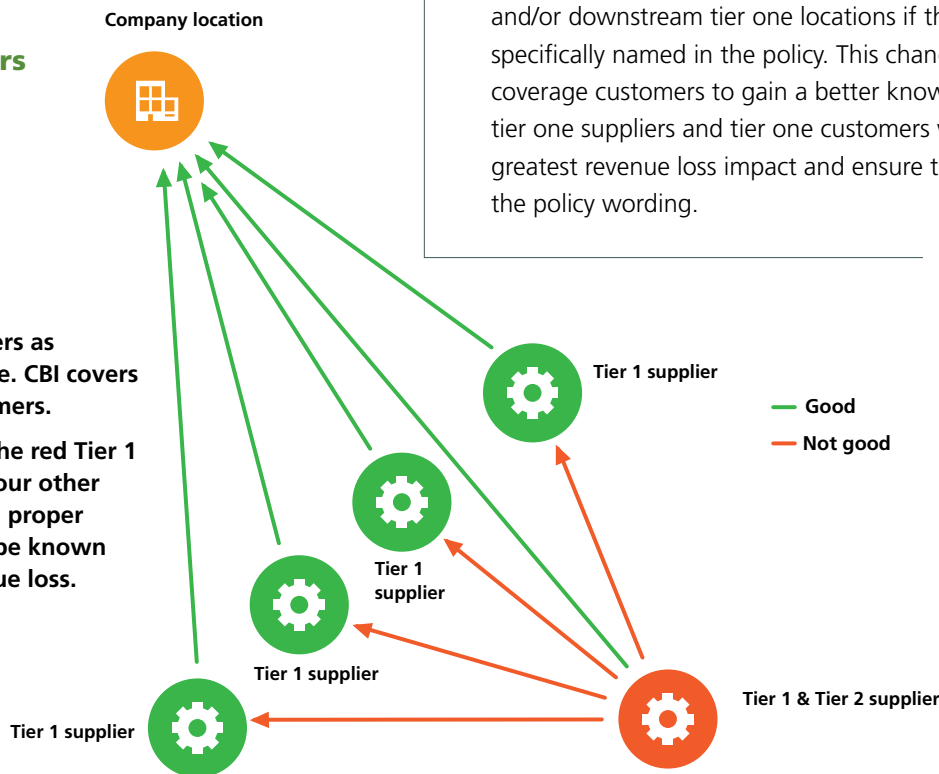 Company location
rs
and/or downstream tier one locations if th
specifically named in the policy. This chan
coverage customers to gain a better know
tier one suppliers and tier one customers
greatest revenue loss impact and ensure t
the policy wording.
ers as
e. CBI covers
mers.
he red Tier 1
our other
proper
be known
ue loss.
Tier 1 supplier
Good
Not good
Tier 1
supplier
Tier 1 supplier
Tier 1 & Tier 2 supplier
Tier 1 supplier